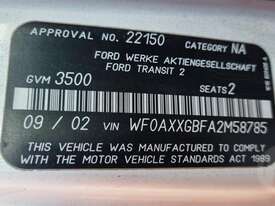 APPROVAL NO. 22150 CATEGORY NA
FORD WERKE AKTIENGESELLSCHAFT
FORD TRANSIT 2
GVM 3500
SEATS 2
09 / 02 VIN WF0AXXGBFA2M58785
THIS VEHICLE WAS MANUFACTURED TO COMPLY
WITH THE MOTOR VEHICLE STANDARDS ACT 1989